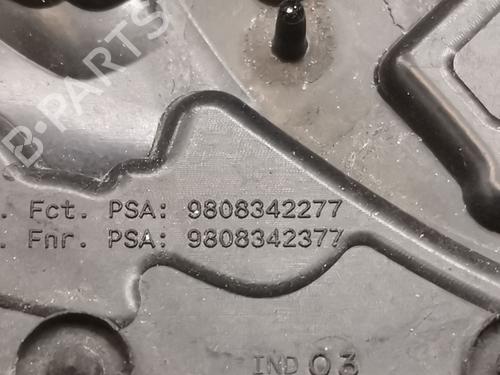 B-PARTS
. Fct. PSA: 9808342277
. Fnr. PSA: 9808342377
IND 03